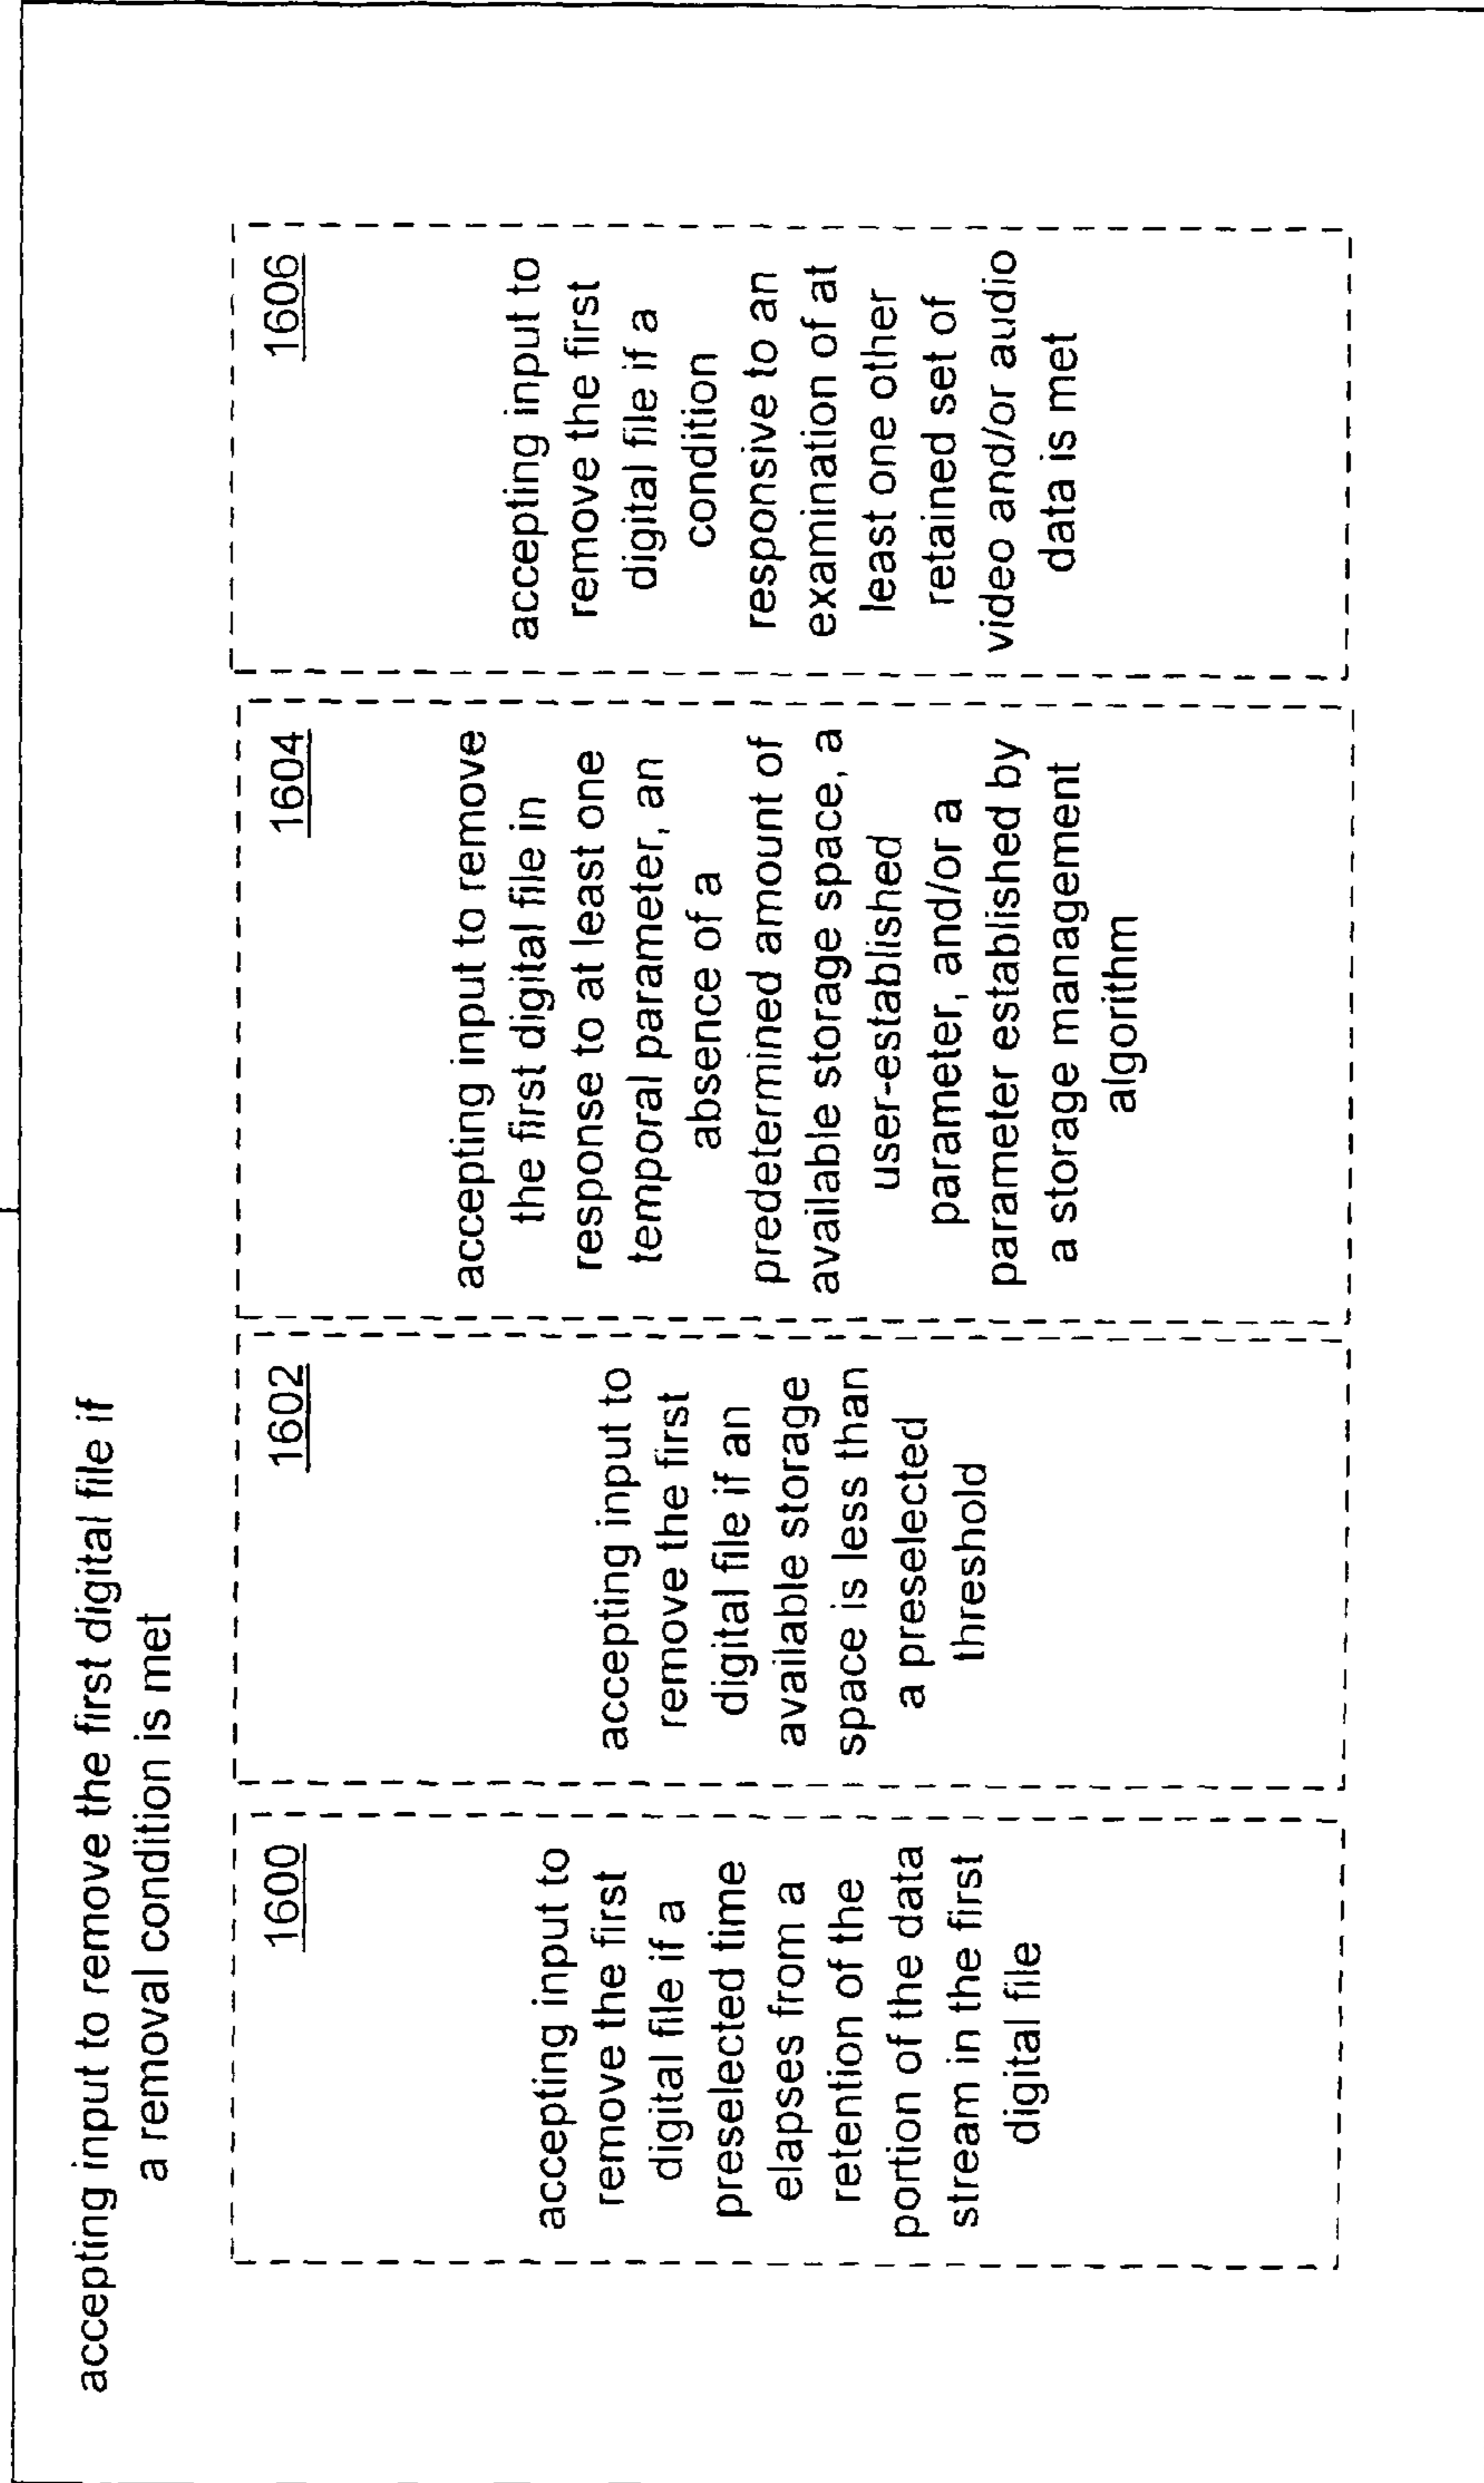 accepting input to remove the first digital file if
a removal condition is met
1600
accepting input to
remove the first
digital file if a
preselected time
elapses from a
retention of the
portion of the data
stream in the first
digital file
1602
accepting input to
remove the first
digital file if an
available storage
space is less than
a preselected
threshold
1604
accepting input to remove
the first digital file in
response to at least one
temporal parameter, an
absence of a
predetermined amount of
available storage space, a
user-established
parameter, and/or a
parameter established by
a storage management
algorithm
1606
accepting input to
remove the first
digital file if a
condition
responsive to an
examination of at
least one other
retained set of
video and/or audio
data is met